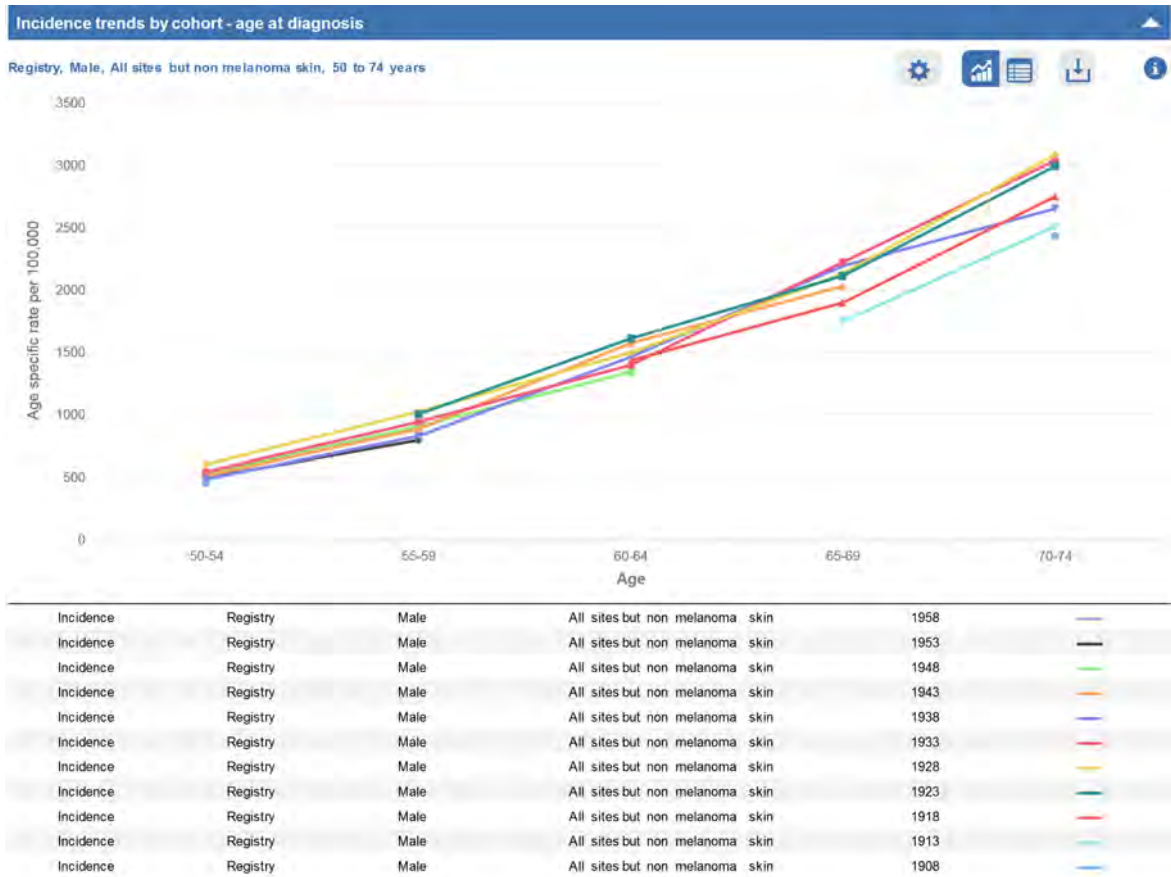 Incidence trends by cohort - age at diagnosis
Registry, Male, All sites but non melanoma skin, 50 to 74 years
3500
3000
2500
2000
1500
1000
500
0
Age specific rate per 100,000
50-54 55-59 60-64 65-69 70-74
Age
Incidence Registry Male All sites but non melanoma skin 1958
Incidence Registry Male All sites but non melanoma skin 1953
Incidence Registry Male All sites but non melanoma skin 1948
Incidence Registry Male All sites but non melanoma skin 1943
Incidence Registry Male All sites but non melanoma skin 1938
Incidence Registry Male All sites but non melanoma skin 1933
Incidence Registry Male All sites but non melanoma skin 1928
Incidence Registry Male All sites but non melanoma skin 1923
Incidence Registry Male All sites but non melanoma skin 1918
Incidence Registry Male All sites but non melanoma skin 1913
Incidence Registry Male All sites but non melanoma skin 1908